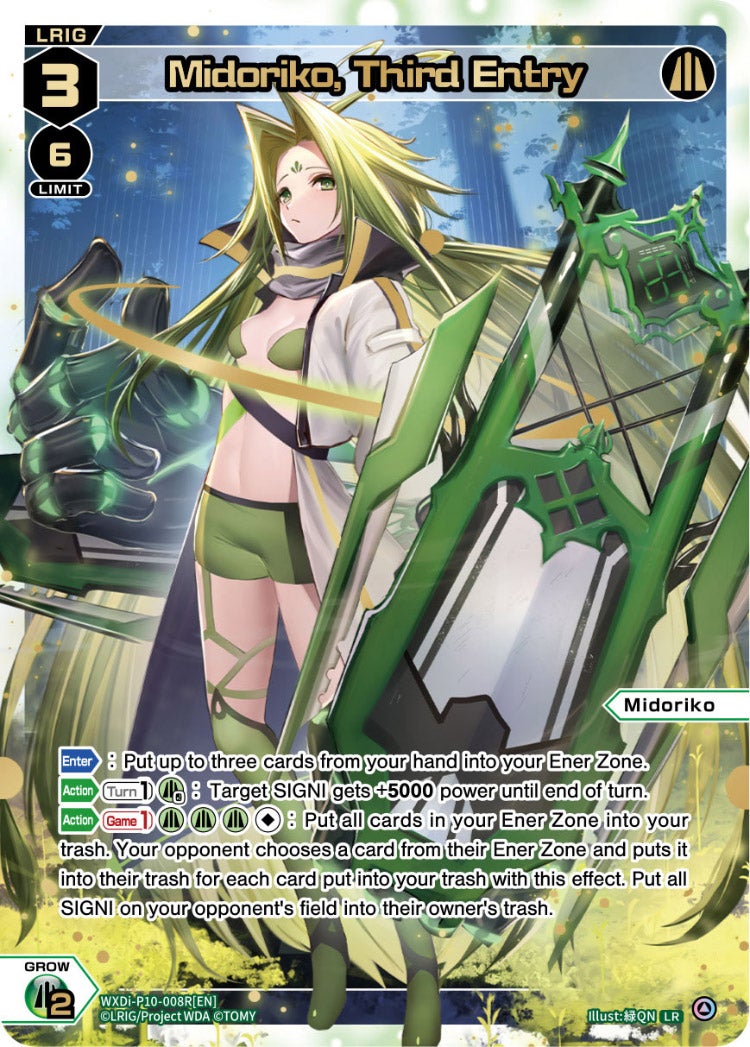 LRIG
3
Midoriko, Third Entry
6
LIMIT
Midoriko
Enter : Put up to three cards from your hand into your Ener Zone.
Action Turn 1 0 : Target SIGNI gets +5000 power until end of turn.
Action Game 1 : Put all cards in your Ener Zone into your
trash. Your opponent chooses a card from their Ener Zone and puts it
into their trash for each card put into your trash with this effect. Put all
SIGNI on your opponent's field into their owner's trash.
GROW
2
WXDi-P10-008R[EN]
©LRIG/Project WDA ©TOMY
Illust:緑QN LR